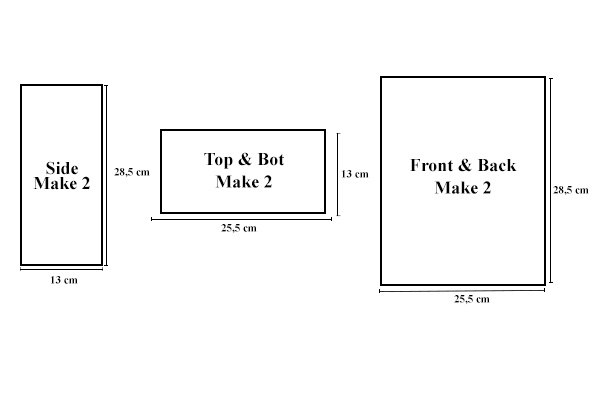 Side
Make 2
28,5 cm
13 cm
Top & Bot
Make 2
13 cm
25,5 cm
Front & Back
Make 2
28,5 cm
25,5 cm